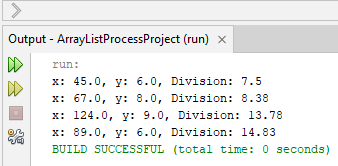 Output - ArrayListProcessProject (run)
run:
x: 45.0, y: 6.0, Division: 7.5
x: 67.0, y: 8.0, Division: 8.38
x: 124.0, y: 9.0, Division: 13.78
x: 89.0, y: 6.0, Division: 14.83
BUILD SUCCESSFUL (total time: 0 seconds)